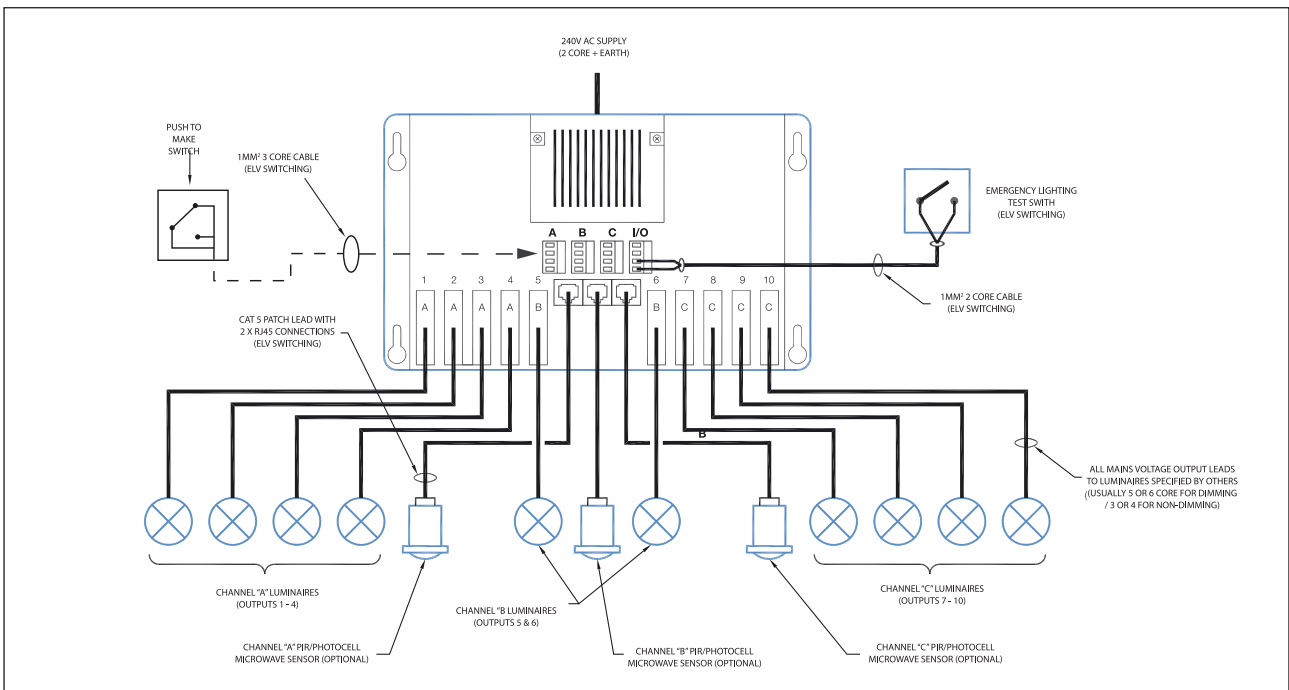 240V AC SUPPLY
(2 CORE + EARTH)
PUSH TO
MAKE
SWITCH
1MM² 3 CORE CABLE
(ELV SWITCHING)
EMERGENCY LIGHTING
TEST SWITH
(ELV SWITCHING)
A B C I/O
1 2 3 4 5 6 7 8 9 10
A A A A B B C C C C
1MM² 2 CORE CABLE
(ELV SWITCHING)
CAT 5 PATCH LEAD WITH
2 X RJ45 CONNECTIONS
(ELV SWITCHING)
B
ALL MAINS VOLTAGE OUTPUT LEADS
TO LUMINAIRES SPECIFIED BY OTHERS
((USUALLY 5 OR 6 CORE FOR DIMMING
/ 3 OR 4 FOR NON-DIMMING)
CHANNEL "A" LUMINAIRES
(OUTPUTS 1 - 4)
CHANNEL "B LUMINAIRES
(OUTPUTS 5 & 6)
CHANNEL "C" LUMINAIRES
(OUTPUTS 7 - 10)
CHANNEL "A" PIR/PHOTOCELL
MICROWAVE SENSOR (OPTIONAL)
CHANNEL "B" PIR/PHOTOCELL
MICROWAVE SENSOR (OPTIONAL)
CHANNEL "C" PIR/PHOTOCELL
MICROWAVE SENSOR (OPTIONAL)